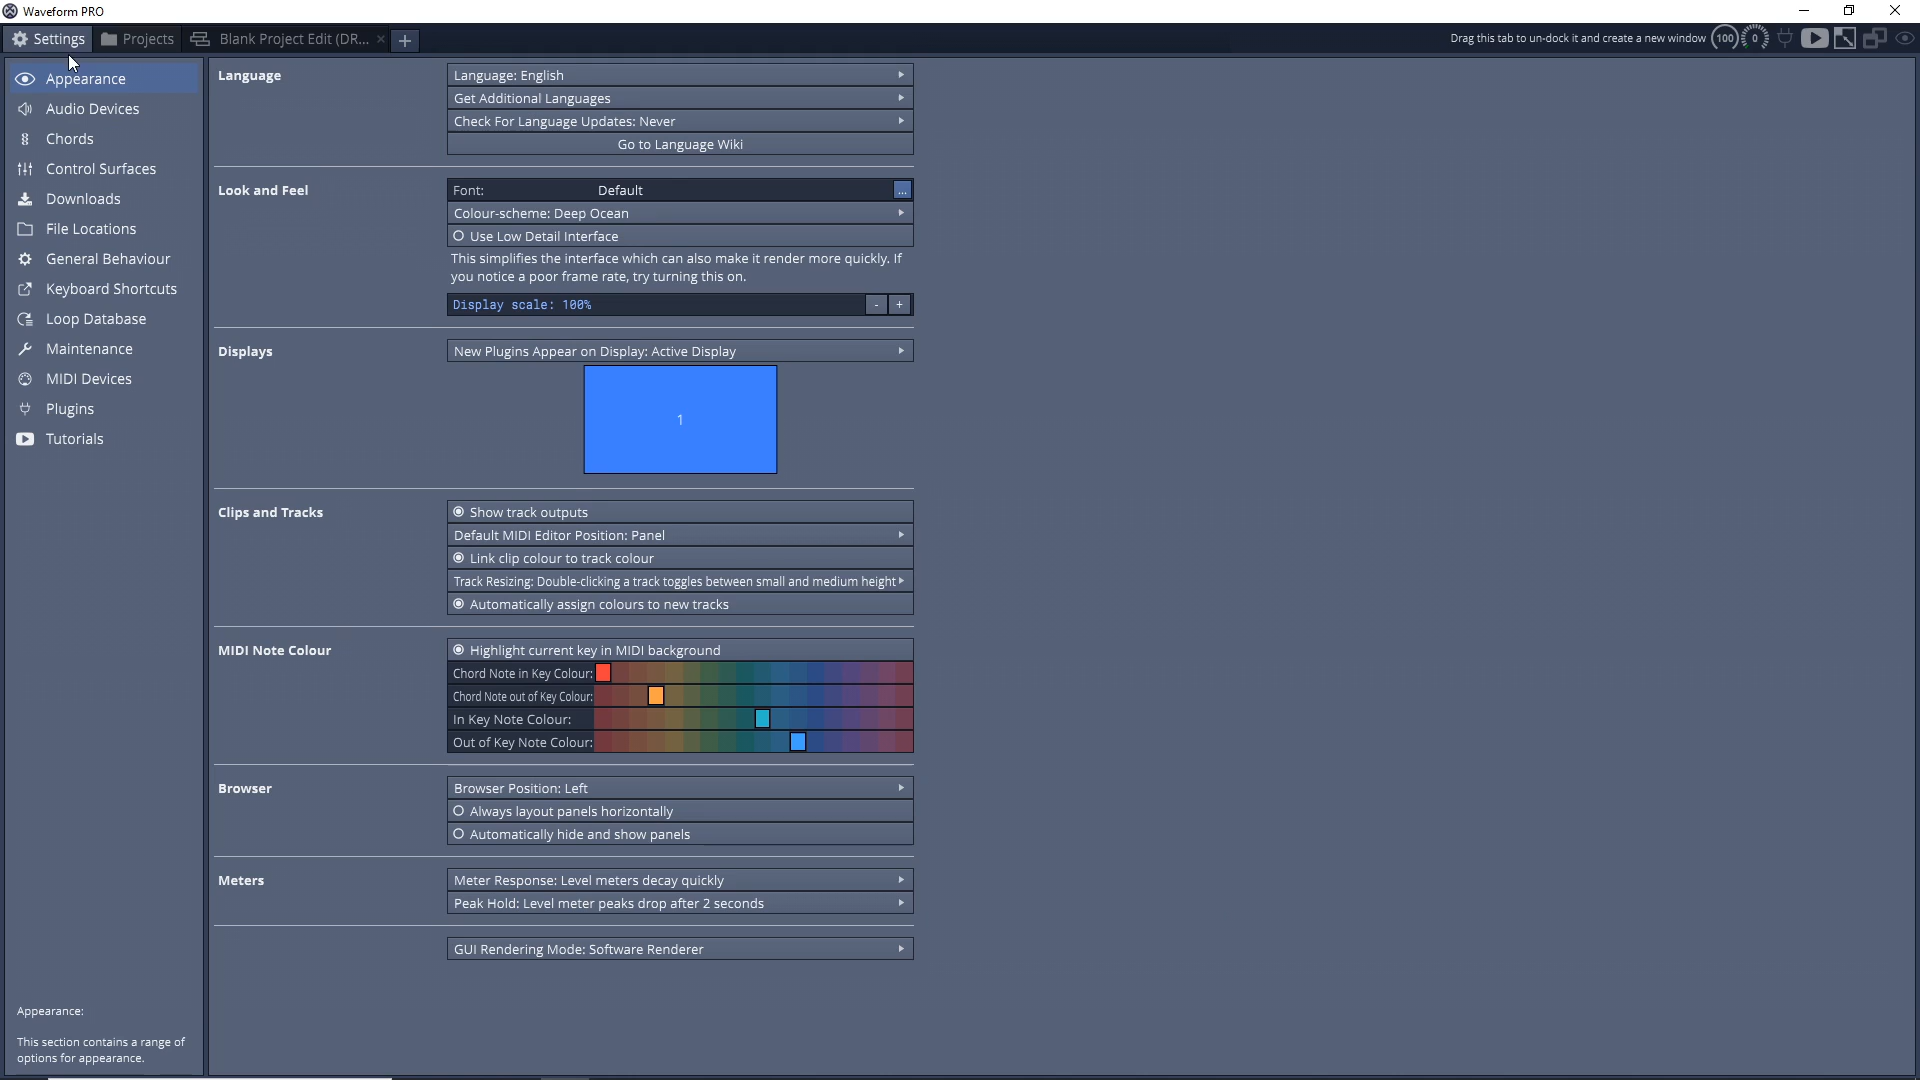 Waveform PRO
Settings
Projects
Blank Project Edit (DR...
Drag this tab to un-dock it and create a new window
100
0
Appearance
Audio Devices
Chords
Control Surfaces
Downloads
File Locations
General Behaviour
Keyboard Shortcuts
Loop Database
Maintenance
MIDI Devices
Plugins
Tutorials
Appearance:
This section contains a range of
options for appearance.
Language
Language: English
Get Additional Languages
Check For Language Updates: Never
Go to Language Wiki
Look and Feel
Font: Default ...
Colour-scheme: Deep Ocean
Use Low Detail Interface
This simplifies the interface which can also make it render more quickly. If
you notice a poor frame rate, try turning this on.
Display scale: 100% - +
Displays
New Plugins Appear on Display: Active Display
1
Clips and Tracks
Show track outputs
Default MIDI Editor Position: Panel
Link clip colour to track colour
Track Resizing: Double-clicking a track toggles between small and medium height
Automatically assign colours to new tracks
MIDI Note Colour
Highlight current key in MIDI background
Chord Note in Key Colour:
Chord Note out of Key Colour:
In Key Note Colour:
Out of Key Note Colour:
Browser
Browser Position: Left
Always layout panels horizontally
Automatically hide and show panels
Meters
Meter Response: Level meters decay quickly
Peak Hold: Level meter peaks drop after 2 seconds
GUI Rendering Mode: Software Renderer